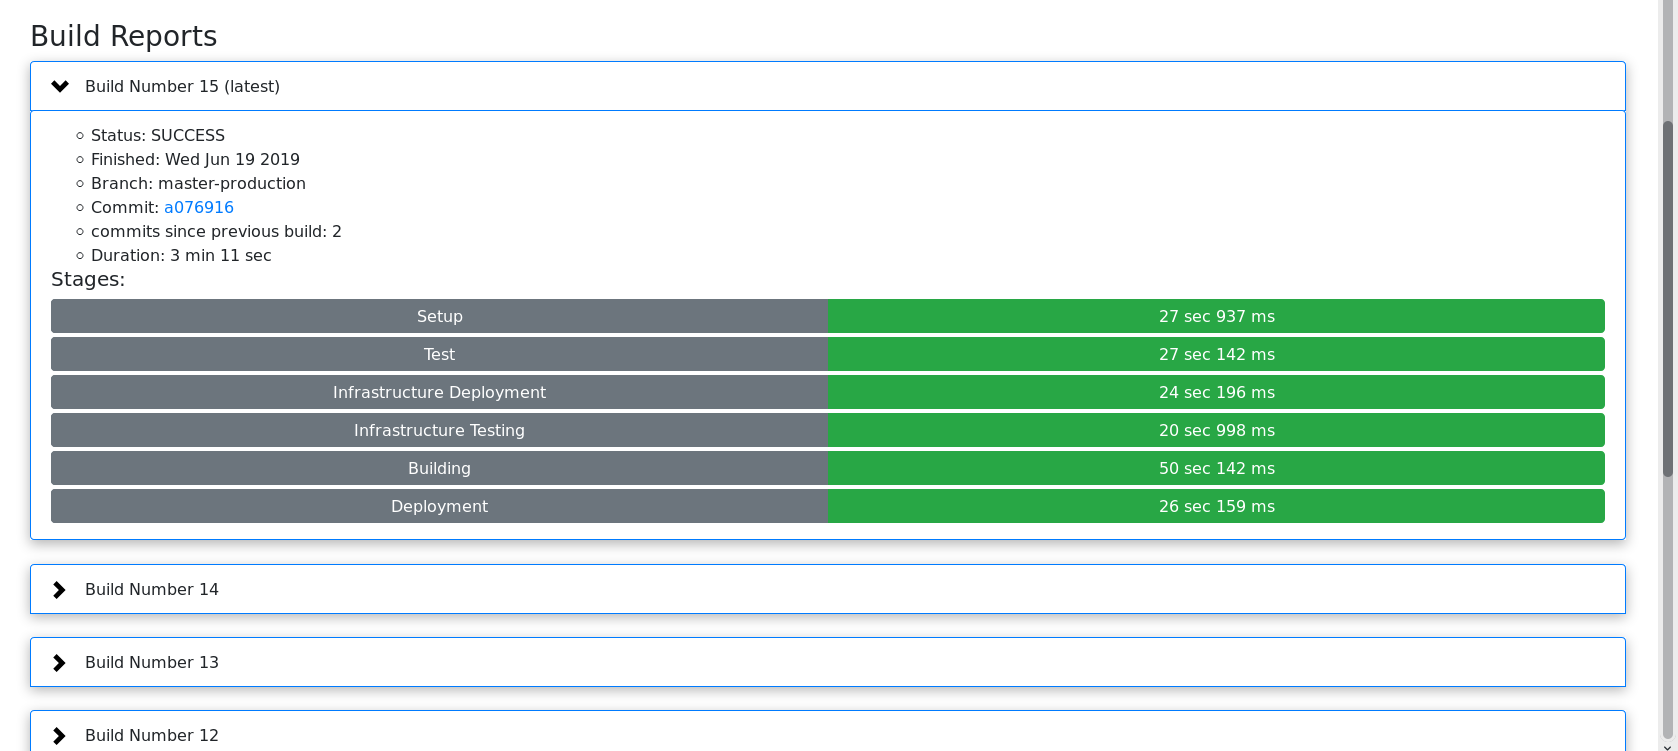 Build Reports
Build Number 15 (latest)
Status: SUCCESS
Finished: Wed Jun 19 2019
Branch: master-production
Commit: a076916
commits since previous build: 2
Duration: 3 min 11 sec
Stages:
Setup 27 sec 937 ms
Test 27 sec 142 ms
Infrastructure Deployment 24 sec 196 ms
Infrastructure Testing 20 sec 998 ms
Building 50 sec 142 ms
Deployment 26 sec 159 ms
Build Number 14
Build Number 13
Build Number 12